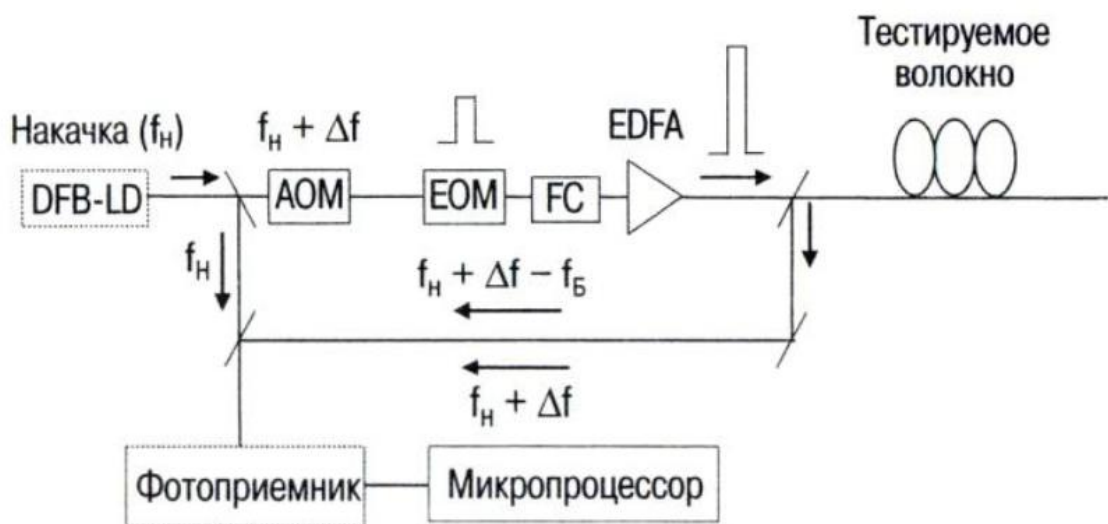 Тестируемое
волокно
Накачка (fн)
fн + Δf
EDFA
DFB-LD
AOM
EOM
FC
fн
fн + Δf − fБ
fн + Δf
Фотоприемник
Микропроцессор